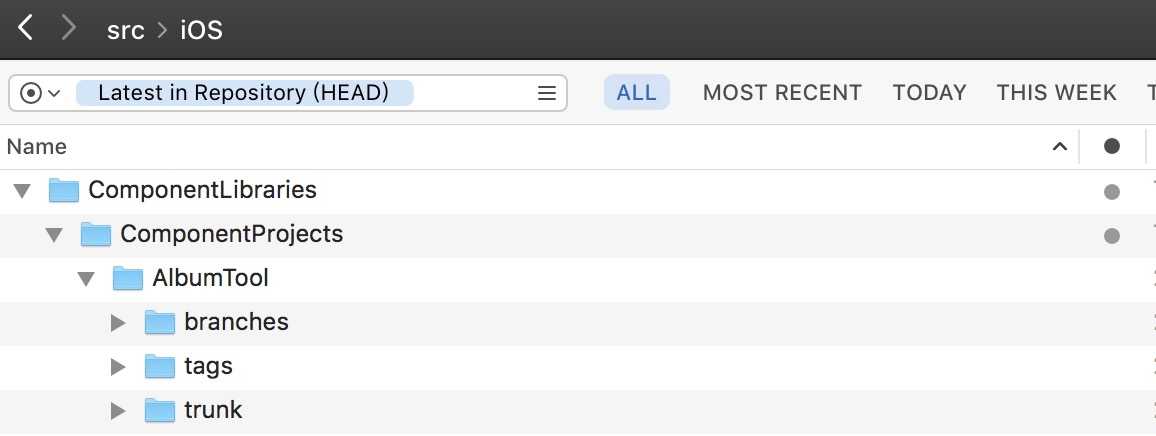 src > iOS
Latest in Repository (HEAD) ALL MOST RECENT TODAY THIS WEEK
Name
ComponentLibraries
ComponentProjects
AlbumTool
branches
tags
trunk